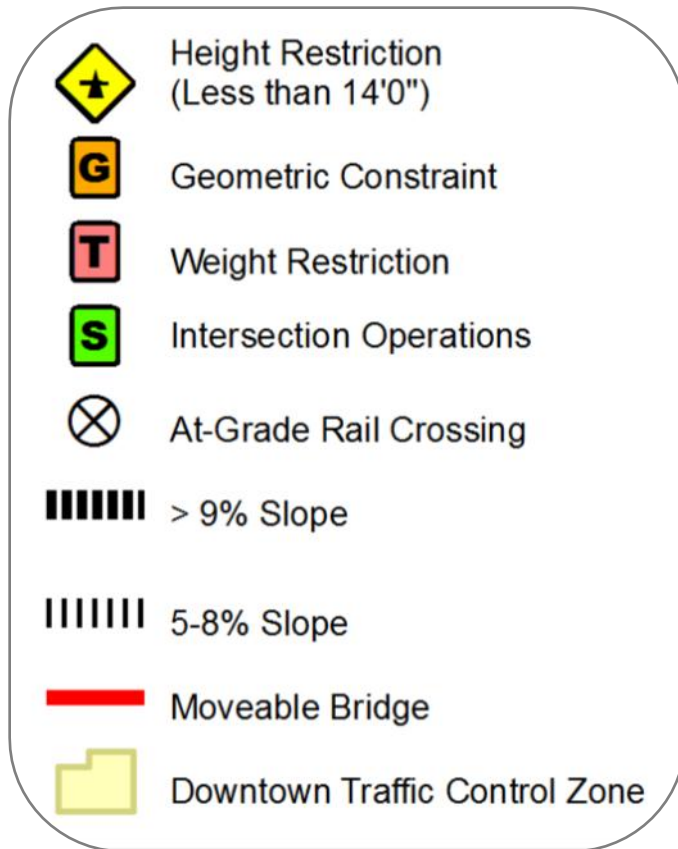 Height Restriction
(Less than 14'0")
G Geometric Constraint
T Weight Restriction
S Intersection Operations
At-Grade Rail Crossing
> 9% Slope
5-8% Slope
Moveable Bridge
Downtown Traffic Control Zone